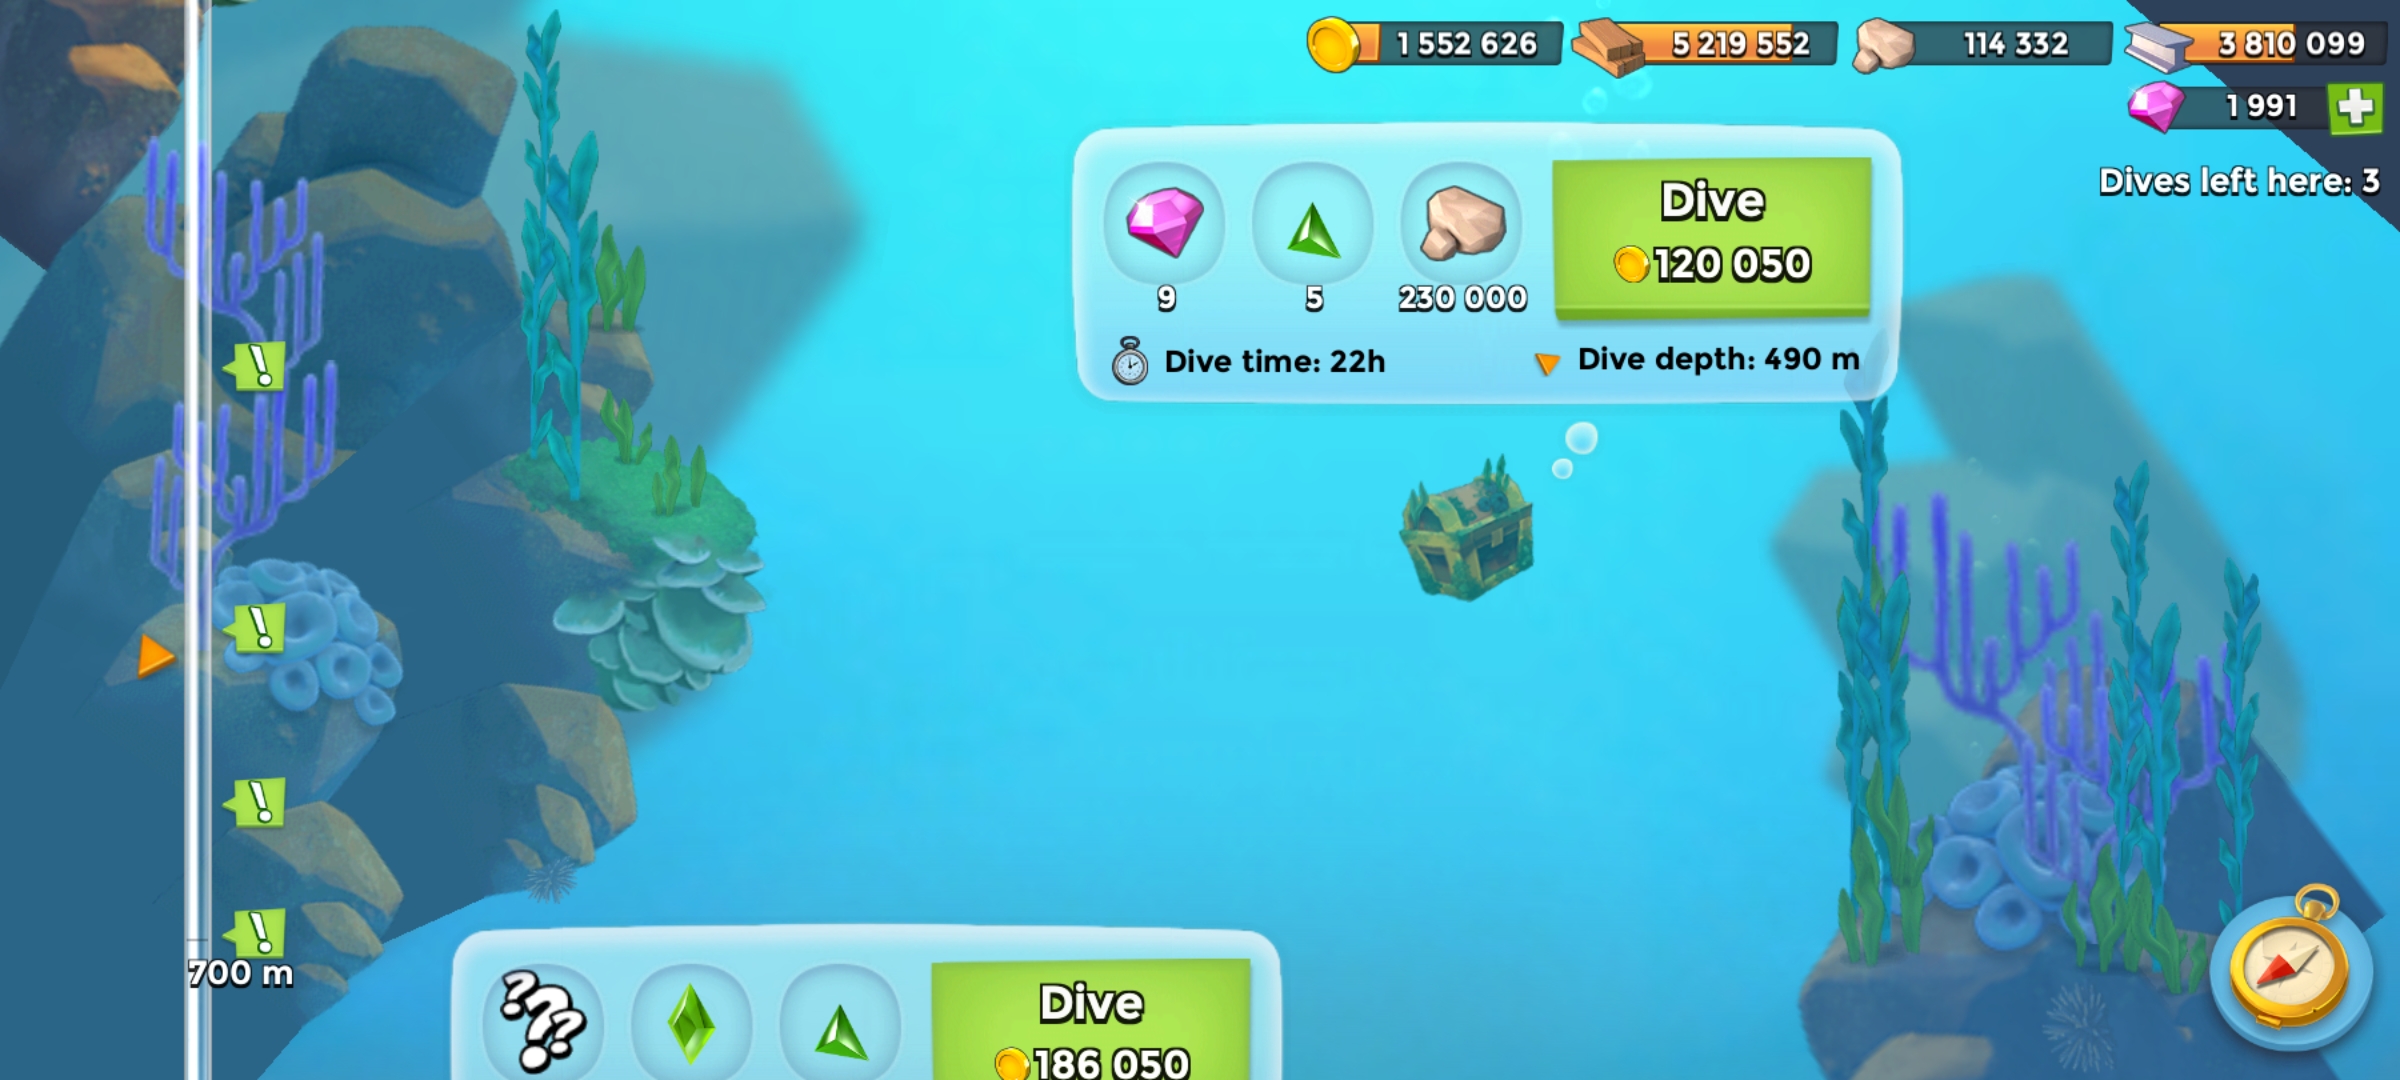 1 552 626
5 219 552
114 332
3 810 099
1 991
Dives left here: 3
Dive
120 050
9
5
230 000
Dive time: 22h
Dive depth: 490 m
!
!
!
!
700 m
???
Dive
186 050